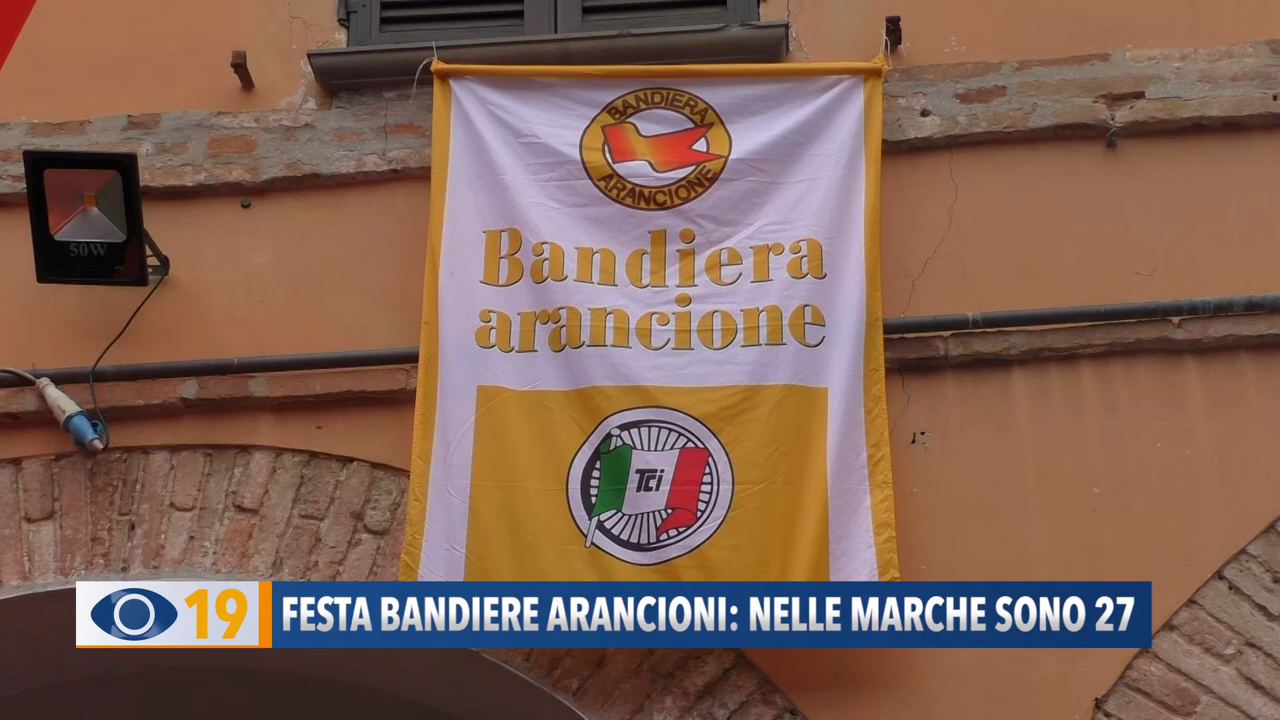 BANDIERA
ARANCIONE
Bandiera
arancione
50W
TCi
19 FESTA BANDIERE ARANCIONI: NELLE MARCHE SONO 27